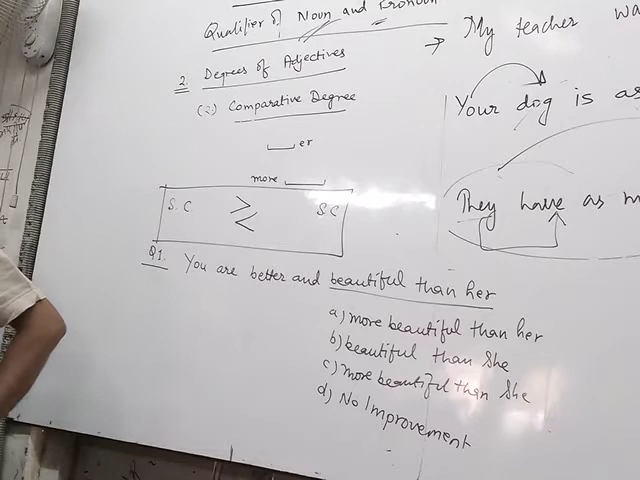 Qualifier of Noun and Pronoun
→ My teacher wa
2 Degrees of Adjectives
(2) Comparative Degree
Your dog is as
er
more
S.C > < S.C
They have as m
Q1. You are better and beautiful than her
a) more beautiful than her
b) beautiful than She
c) more beautiful than She
d) No Improvement